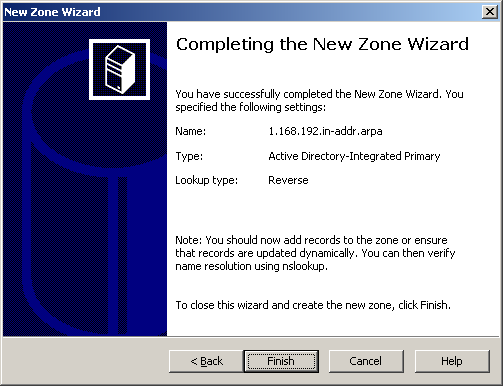 New Zone Wizard
Completing the New Zone Wizard
You have successfully completed the New Zone Wizard. You
specified the following settings:
Name: 1.168.192.in-addr.arpa
Type: Active Directory-Integrated Primary
Lookup type: Reverse
Note: You should now add records to the zone or ensure
that records are updated dynamically. You can then verify
name resolution using nslookup.
To close this wizard and create the new zone, click Finish.
< Back Finish Cancel Help